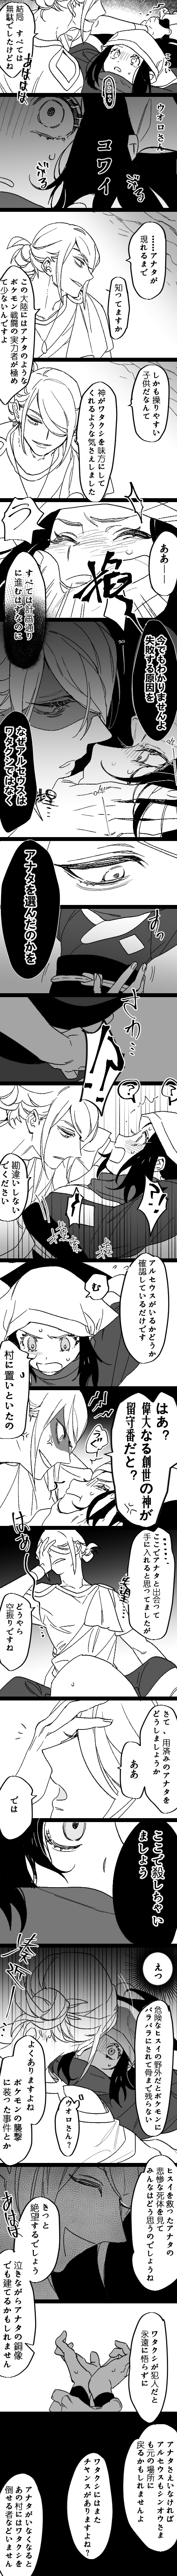 結局　すべては
無駄でしたけどね
あはははは
ウォロさん
コワイ
……アナタが
現れるまで
知ってますか
この大陸にはアナタのような
ポケモン戦闘の実力者が極め
て少ないんですよ
しかも操りやすい
子供だなんて
神がワタクシを味方にして
くれるような気さえしました
ああ—
すべては計画通り
に進むはずなのに
今でもわかりませんよ
失敗する原因を
なぜアルセウスは
ワタクシではなく
アナタを選んだのかを
さわ…
!?
?
?
!?
勘違いしない
でください
アルセウスがいるかどうか
確認しているだけです
む
村に置いといたの
はあ？
偉大なる創世の神が
留守番だと？
……
ここでアナタと出会って
手に入れると思ってましたが
はあ
どうやら
空振りですね
さて、用済みのアナタを
どうしましょうか
ああ
では
ここで殺しちゃい
ましょう
えっ
危険なヒスイの野外だとポケモンに
バラバラにされて骨まで残らない
ウォロさん？
よくありますよね
ポケモンの襲撃
に装った事件とか
ヒスイを救ったアナタの
悲惨な死体を見て
みんなはどう思うのでしょうね
きっと
絶望するでしょう
あはは
泣きながらアナタの銅像
でも建てるかもしれません
ワタクシが犯人だと
永遠に悟らずに
アナタさえいなければ
アルセウスもシンオウさま
も元の場所に
戻るかもしれませんよ
ワタクシにはまた
チャンスがありますよね？
アナタがいなくなると
あの村にはワタクシを
倒せる者などいません